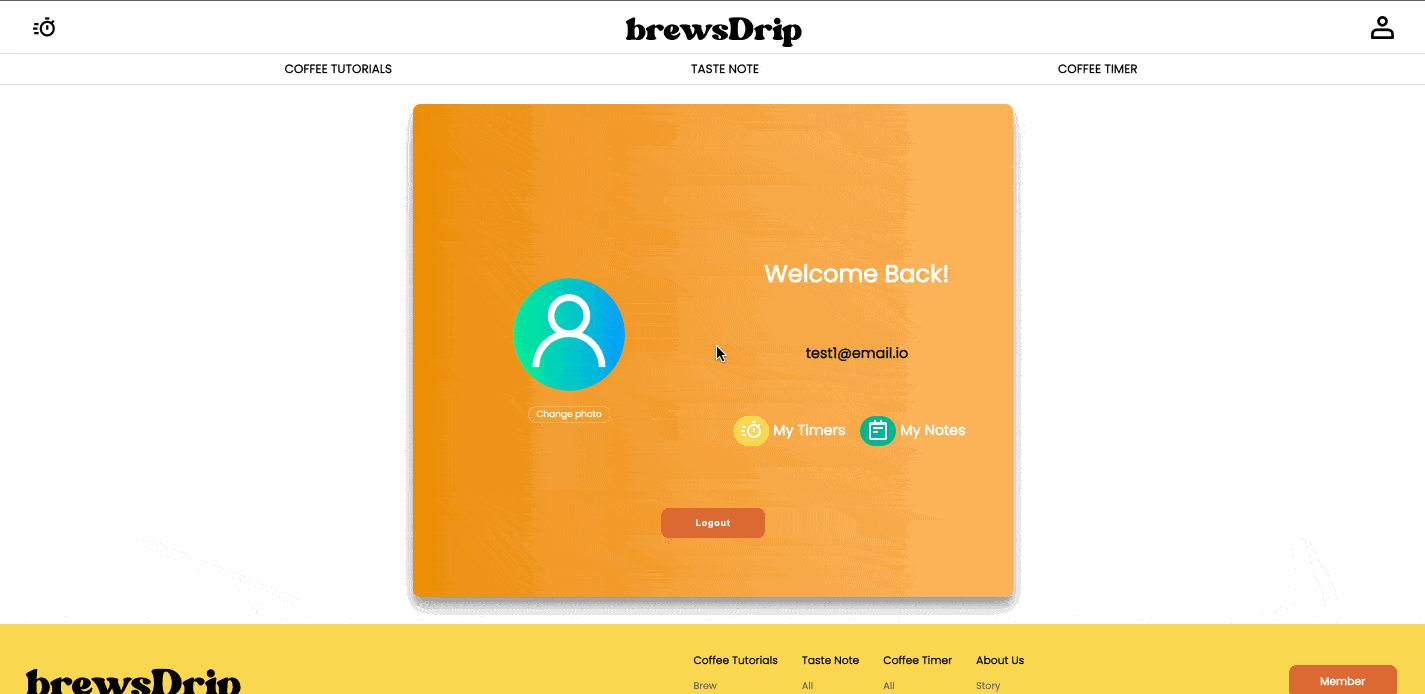 brewsDrip
COFFEE TUTORIALS TASTE NOTE COFFEE TIMER
Welcome Back!
test1@email.io
Change photo
My Timers My Notes
Logout
brewsDrip
Coffee Tutorials Taste Note Coffee Timer About Us
Brew All All Story
Member